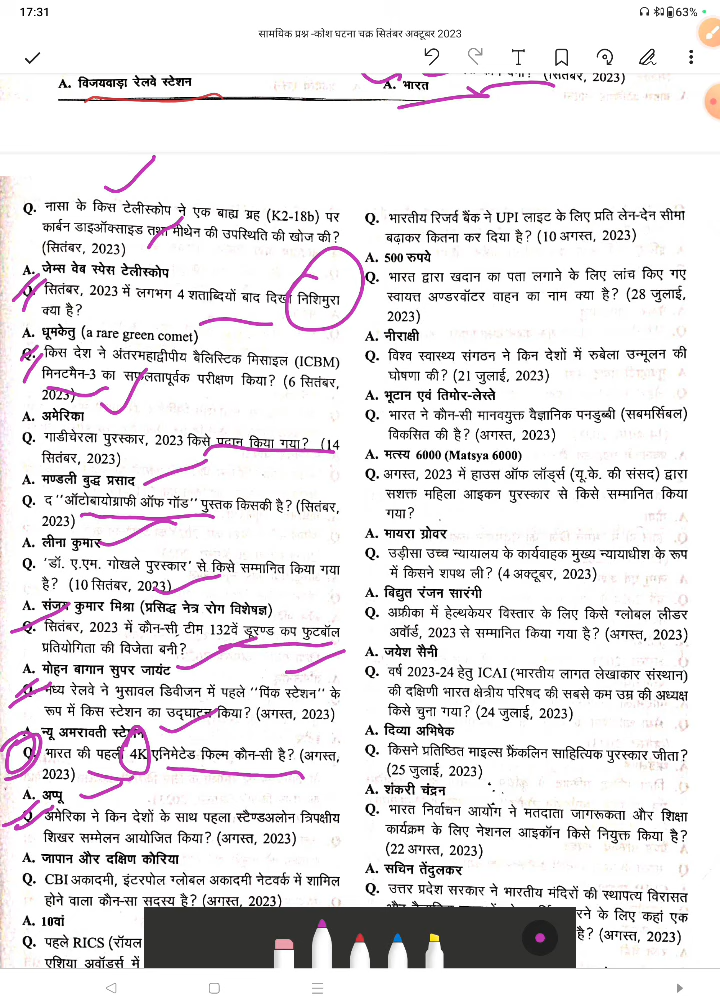 17:31
63%
सामयिक प्रश्न -कोश घटना चक्र सितंबर अक्टूबर 2023
A. विजयवाड़ा रेलवे स्टेशन
Q. नासा के किस टेलीस्कोप ने एक बाह्य ग्रह (K2-18b) पर
कार्बन डाइऑक्साइड तथा मीथेन की उपस्थिति की खोज की?
(सितंबर, 2023)
A. जेम्स वेब स्पेस टेलीस्कोप
Q. सितंबर, 2023 में लगभग 4 शताब्दियों बाद दिखा निशिमुरा
क्या है?
A. धूमकेतु (a rare green comet)
Q. किस देश ने अंतरमहाद्वीपीय बैलिस्टिक मिसाइल (ICBM)
मिनटमैन-3 का सफलतापूर्वक परीक्षण किया? (6 सितंबर,
2023)
A. अमेरिका
Q. गाडीचेरला पुरस्कार, 2023 किसे प्रदान किया गया? (14
सितंबर, 2023)
A. मण्डली बुद्ध प्रसाद
Q. द ''ऑटोबायोग्राफी ऑफ गॉड'' पुस्तक किसकी है? (सितंबर,
2023)
A. लीना कुमार
Q. 'डॉ. ए.एम. गोखले पुरस्कार' से किसे सम्मानित किया गया
है? (10 सितंबर, 2023)
A. संजय कुमार मिश्रा (प्रसिद्ध नेत्र रोग विशेषज्ञ)
Q. सितंबर, 2023 में कौन-सी टीम 132वें डूरण्ड कप फुटबॉल
प्रतियोगिता की विजेता बनी?
A. मोहन बागान सुपर जायंट
Q. मध्य रेलवे ने भुसावल डिवीजन में पहले ''पिंक स्टेशन'' के
रूप में किस स्टेशन का उद्घाटन किया? (अगस्त, 2023)
A. न्यू अमरावती स्टेशन
Q. भारत की पहली 4K एनिमेटेड फिल्म कौन-सी है? (अगस्त,
2023)
A. अप्पू
Q. अमेरिका ने किन देशों के साथ पहला स्टैण्डअलोन त्रिपक्षीय
शिखर सम्मेलन आयोजित किया? (अगस्त, 2023)
A. जापान और दक्षिण कोरिया
Q. CBI अकादमी, इंटरपोल ग्लोबल अकादमी नेटवर्क में शामिल
होने वाला कौन-सा सदस्य है? (अगस्त, 2023)
A. 10वां
Q. पहले RICS (रॉयल
एशिया अवॉर्ड्स में
(सितंबर, 2023)
A. भारत
Q. भारतीय रिजर्व बैंक ने UPI लाइट के लिए प्रति लेन-देन सीमा
बढ़ाकर कितना कर दिया है? (10 अगस्त, 2023)
A. 500 रुपये
Q. भारत द्वारा खदान का पता लगाने के लिए लांच किए गए
स्वायत्त अण्डरवॉटर वाहन का नाम क्या है? (28 जुलाई,
2023)
A. नीराक्षी
Q. विश्व स्वास्थ्य संगठन ने किन देशों में रुबेला उन्मूलन की
घोषणा की? (21 जुलाई, 2023)
A. भूटान एवं तिमोर-लेस्ते
Q. भारत ने कौन-सी मानवयुक्त वैज्ञानिक पनडुब्बी (सबमर्सिबल)
विकसित की है? (अगस्त, 2023)
A. मत्स्य 6000 (Matsya 6000)
Q. अगस्त, 2023 में हाउस ऑफ लॉर्ड्स (यू.के. की संसद) द्वारा
सशक्त महिला आइकन पुरस्कार से किसे सम्मानित किया
गया?
A. मायरा ग्रोवर
Q. उड़ीसा उच्च न्यायालय के कार्यवाहक मुख्य न्यायाधीश के रूप
में किसने शपथ ली? (4 अक्टूबर, 2023)
A. बिद्युत रंजन सारंगी
Q. अफ्रीका में हेल्थकेयर विस्तार के लिए किसे ग्लोबल लीडर
अवॉर्ड, 2023 से सम्मानित किया गया है? (अगस्त, 2023)
A. जयेश सैनी
Q. वर्ष 2023-24 हेतु ICAI (भारतीय लागत लेखाकार संस्थान)
की दक्षिणी भारत क्षेत्रीय परिषद की सबसे कम उम्र की अध्यक्ष
किसे चुना गया? (24 जुलाई, 2023)
A. दिव्या अभिषेक
Q. किसने प्रतिष्ठित माइल्स फ्रैंकलिन साहित्यिक पुरस्कार जीता?
(25 जुलाई, 2023)
A. शंकरी चंद्रन
Q. भारत निर्वाचन आयोग ने मतदाता जागरूकता और शिक्षा
कार्यक्रम के लिए नेशनल आइकॉन किसे नियुक्त किया है?
(22 अगस्त, 2023)
A. सचिन तेंदुलकर
Q. उत्तर प्रदेश सरकार ने भारतीय मंदिरों की स्थापत्य विरासत
रने के लिए कहां एक
है? (अगस्त, 2023)